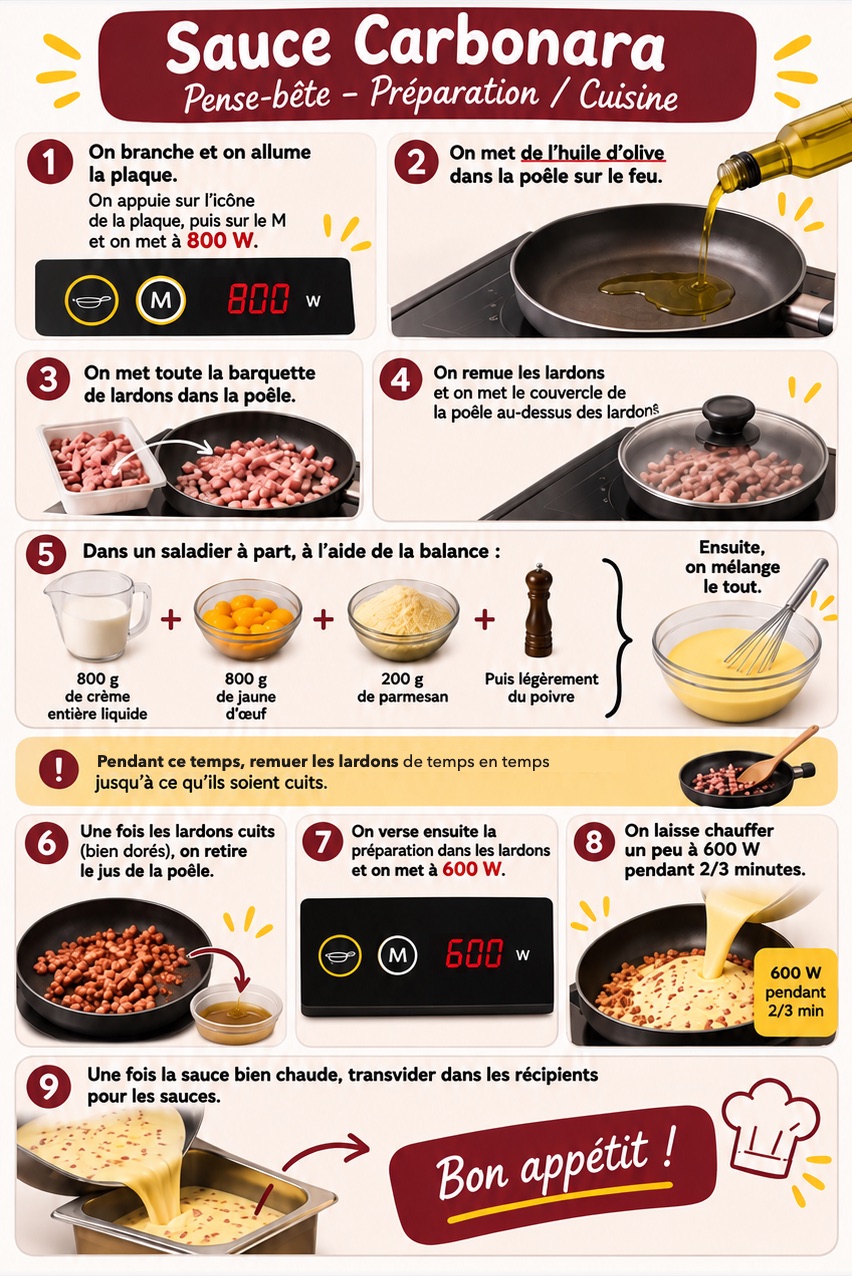 Sauce Carbonara
Pense-bête – Préparation / Cuisine
1
On branche et on allume
la plaque.
On appuie sur l'icône
de la plaque, puis sur le M
et on met à 800 W.
M
800 W
2
On met de l'huile d'olive
dans la poêle sur le feu.
3
On met toute la barquette
de lardons dans la poêle.
4
On remue les lardons
et on met le couvercle de
la poêle au-dessus des lardons
5
Dans un saladier à part, à l'aide de la balance :
800 g
de crème
entière liquide
+
800 g
de jaune
d'œuf
+
200 g
de parmesan
+
Puis légèrement
du poivre
Ensuite,
on mélange
le tout.
!
Pendant ce temps, remuer les lardons de temps en temps
jusqu'à ce qu'ils soient cuits.
6
Une fois les lardons cuits
(bien dorés), on retire
le jus de la poêle.
7
On verse ensuite la
préparation dans les lardons
et on met à 600 W.
M
600 W
8
On laisse chauffer
un peu à 600 W
pendant 2/3 minutes.
600 W
pendant
2/3 min
9
Une fois la sauce bien chaude, transvider dans les récipients
pour les sauces.
Bon appétit !